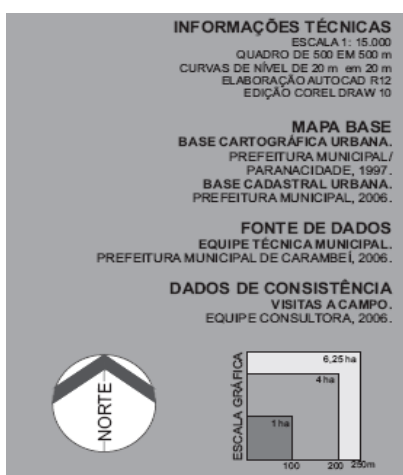 INFORMAÇÕES TÉCNICAS
ESCALA 1: 15.000
QUADRO DE 500 EM 500 m
CURVAS DE NÍVEL DE 20 m em 20 m
ELABORAÇÃO AUTOCAD R12
EDIÇÃO COREL DRAW 10
MAPA BASE
BASE CARTOGRÁFICA URBANA.
PREFEITURA MUNICIPAL/
PARANACIDADE, 1997.
BASE CADASTRAL URBANA.
PREFEITURA MUNICIPAL, 2006.
FONTE DE DADOS
EQUIPE TÉCNICA MUNICIPAL.
PREFEITURA MUNICIPAL DE CARAMBEÍ, 2006.
DADOS DE CONSISTÊNCIA
VISITAS A CAMPO.
EQUIPE CONSULTORA, 2006.
NORTE
ESCALA GRÁFICA
6,25 ha
4 ha
1 ha
100 200 250m